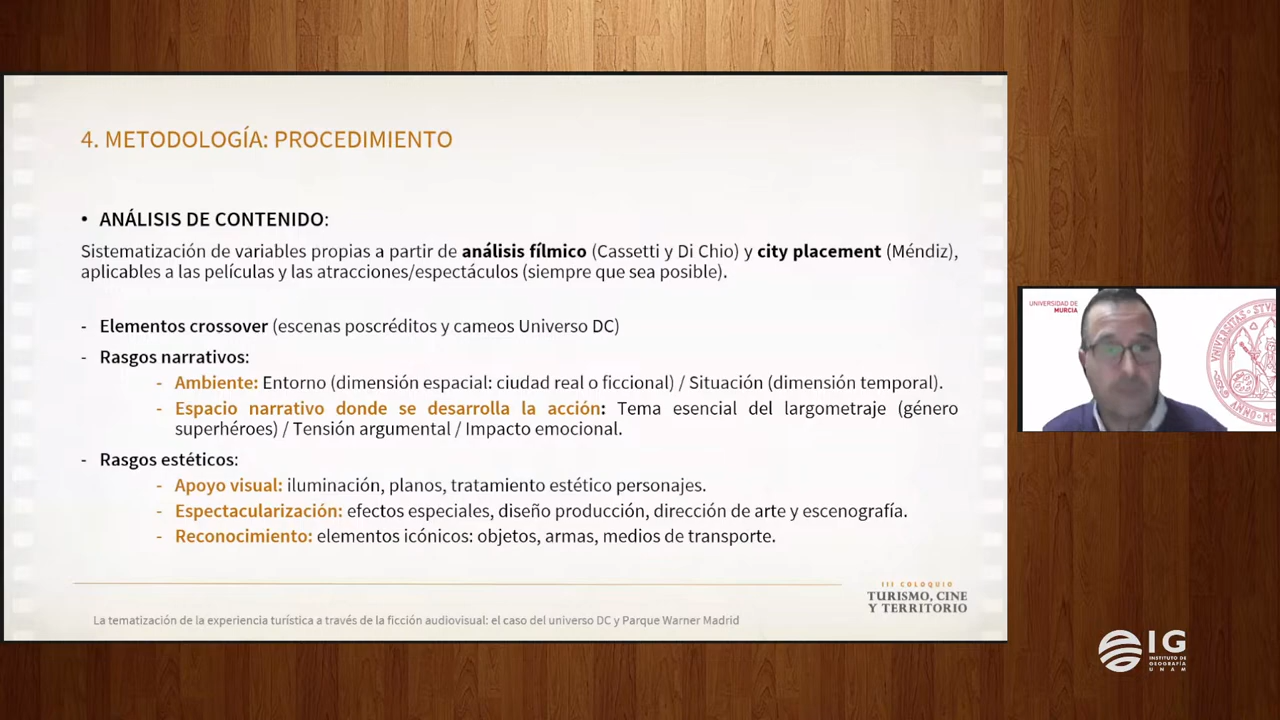 4. METODOLOGÍA: PROCEDIMIENTO
• ANÁLISIS DE CONTENIDO:
Sistematización de variables propias a partir de análisis fílmico (Cassetti y Di Chio) y city placement (Méndiz),
aplicables a las películas y las atracciones/espectáculos (siempre que sea posible).
- Elementos crossover (escenas poscréditos y cameos Universo DC)
- Rasgos narrativos:
- Ambiente: Entorno (dimensión espacial: ciudad real o ficcional) / Situación (dimensión temporal).
- Espacio narrativo donde se desarrolla la acción: Tema esencial del largometraje (género
superhéroes) / Tensión argumental / Impacto emocional.
- Rasgos estéticos:
- Apoyo visual: iluminación, planos, tratamiento estético personajes.
- Espectacularización: efectos especiales, diseño producción, dirección de arte y escenografía.
- Reconocimiento: elementos icónicos: objetos, armas, medios de transporte.
III COLOQUIO
TURISMO, CINE
Y TERRITORIO
La tematización de la experiencia turística a través de la ficción audiovisual: el caso del universo DC y Parque Warner Madrid
UNIVERSIDAD DE
MURCIA
IG
INSTITUTO DE
GEOGRAFÍA
UNAM